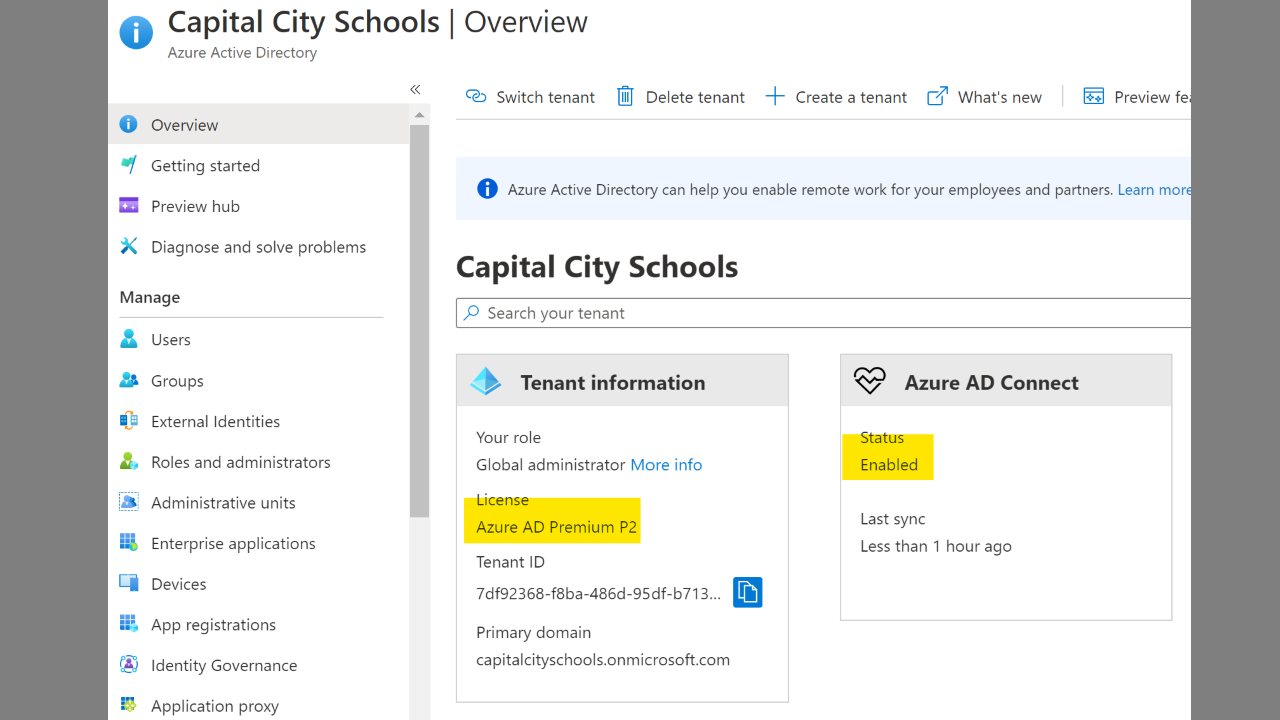 Capital City Schools | Overview
Azure Active Directory
«
Overview
Getting started
Preview hub
Diagnose and solve problems
Manage
Users
Groups
External Identities
Roles and administrators
Administrative units
Enterprise applications
Devices
App registrations
Identity Governance
Application proxy
Switch tenant Delete tenant Create a tenant What's new Preview fea
Azure Active Directory can help you enable remote work for your employees and partners. Learn more
Capital City Schools
Search your tenant
Tenant information
Your role
Global administrator More info
License
Azure AD Premium P2
Tenant ID
7df92368-f8ba-486d-95df-b713...
Primary domain
capitalcityschools.onmicrosoft.com
Azure AD Connect
Status
Enabled
Last sync
Less than 1 hour ago